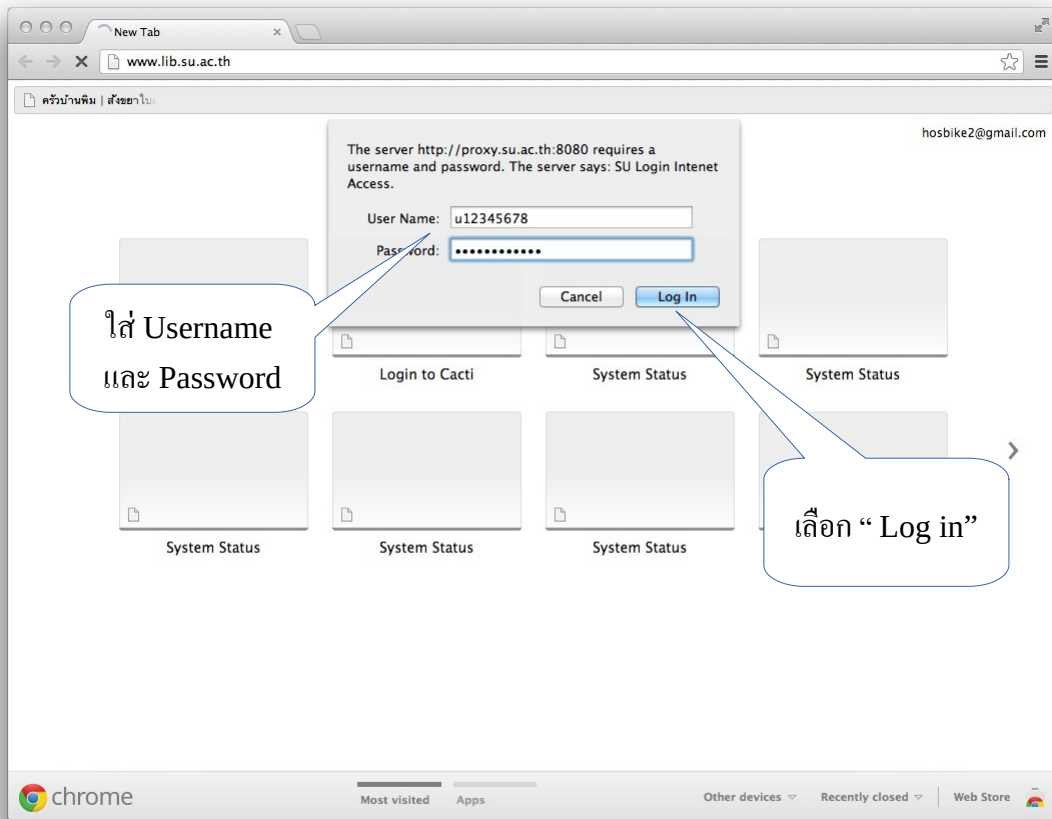 New Tab
www.lib.su.ac.th
ครัวบ้านพิม | สังขยาใบ
hosbike2@gmail.com
The server http://proxy.su.ac.th:8080 requires a
username and password. The server says: SU Login Intenet
Access.
User Name: u12345678
Password: ••••••••••••
Cancel Log In
ใส่ Username
และ Password
Login to Cacti
System Status
System Status
เลือก “ Log in”
System Status
System Status
System Status
chrome
Most visited Apps Other devices Recently closed Web Store